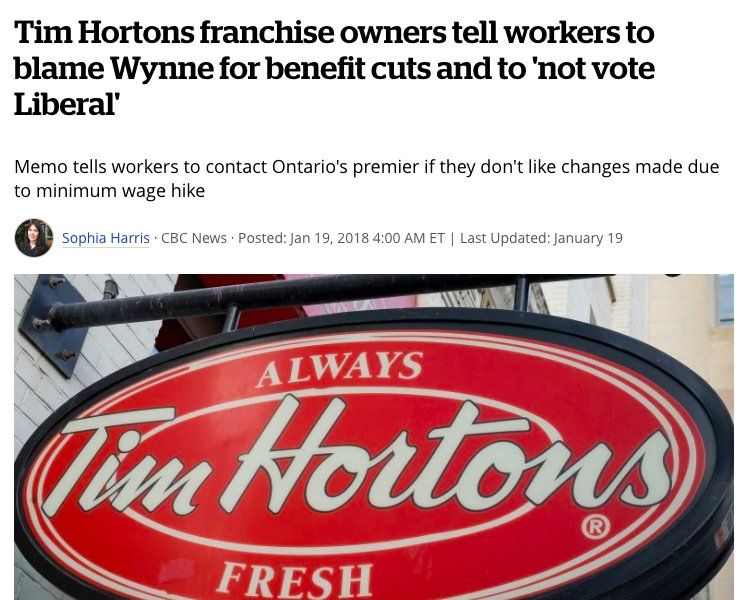 Tim Hortons franchise owners tell workers to
blame Wynne for benefit cuts and to 'not vote
Liberal'
Memo tells workers to contact Ontario's premier if they don't like changes made due
to minimum wage hike
Sophia Harris · CBC News · Posted: Jan 19, 2018 4:00 AM ET | Last Updated: January 19
ALWAYS
Tim Hortons
®
FRESH